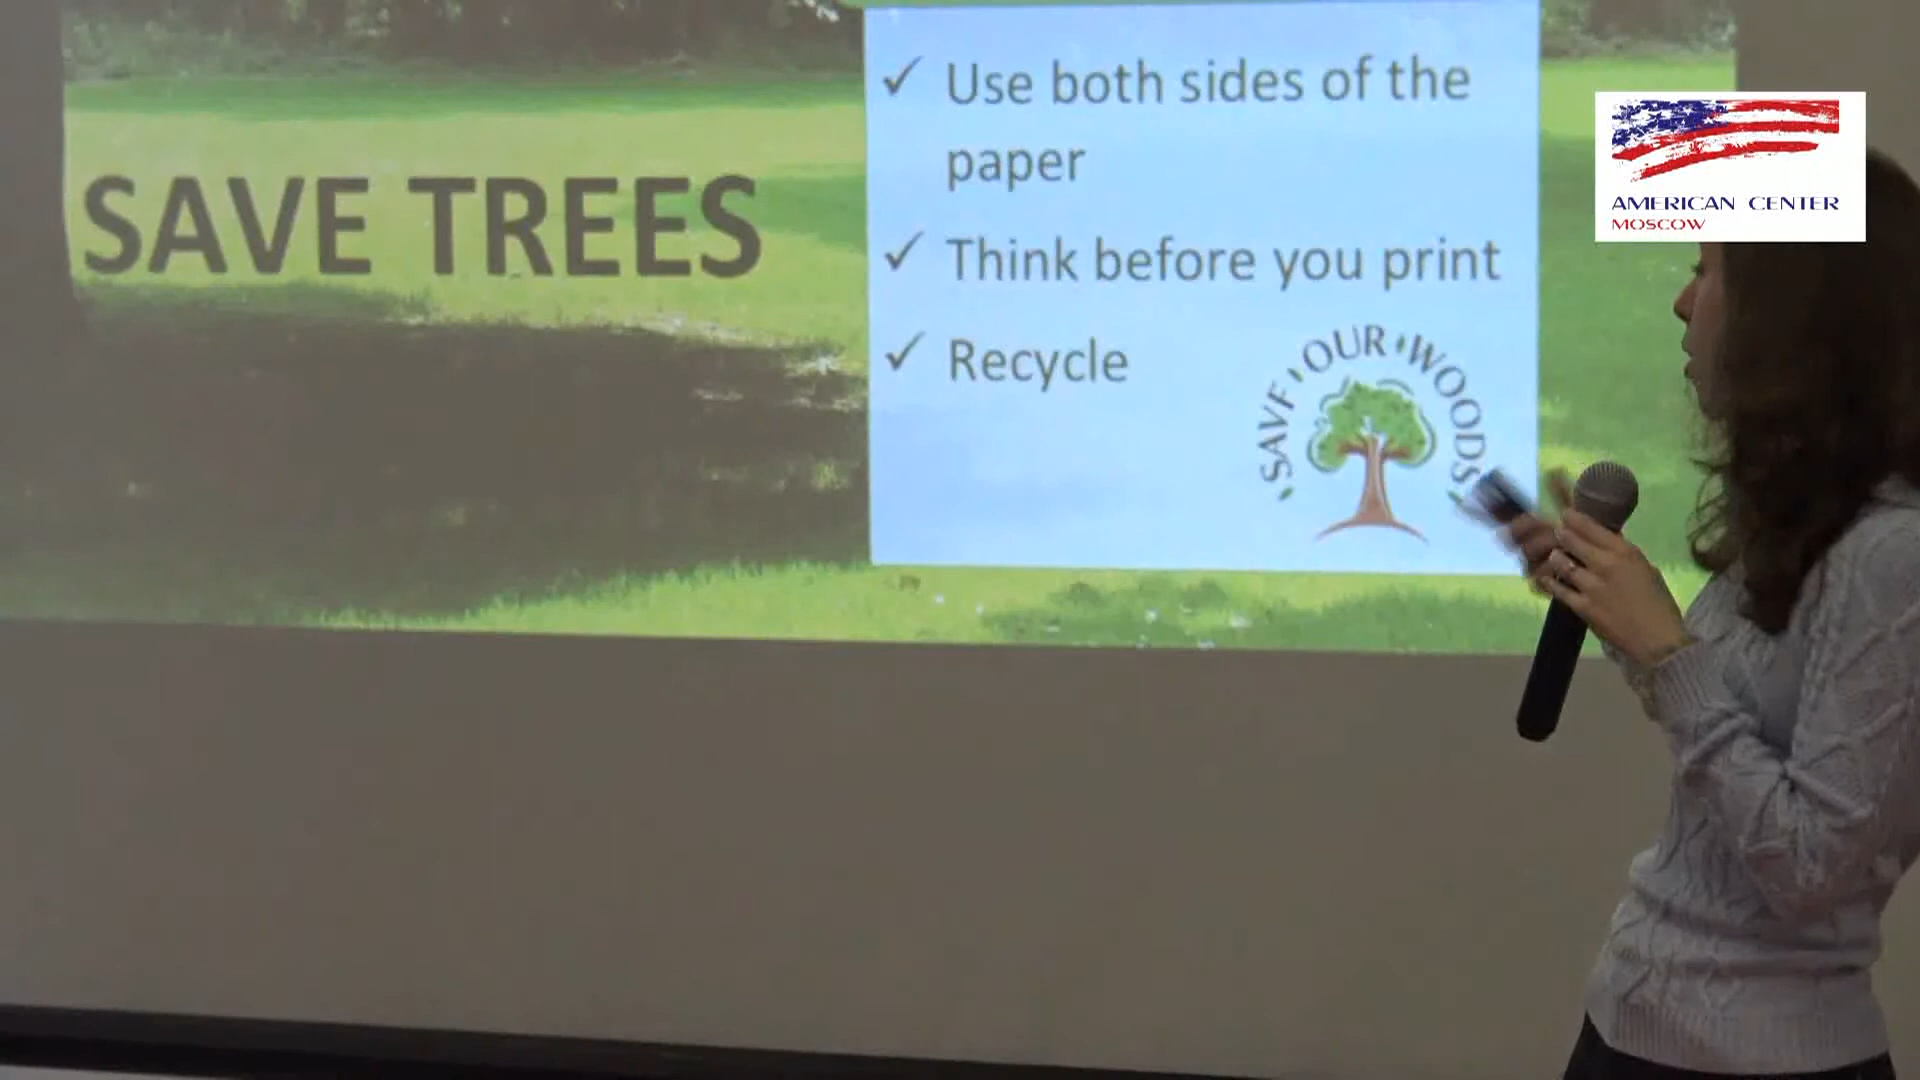 SAVE TREES
✓ Use both sides of the
paper
✓ Think before you print
✓ Recycle
SAVE OUR WOODS
AMERICAN CENTER
MOSCOW